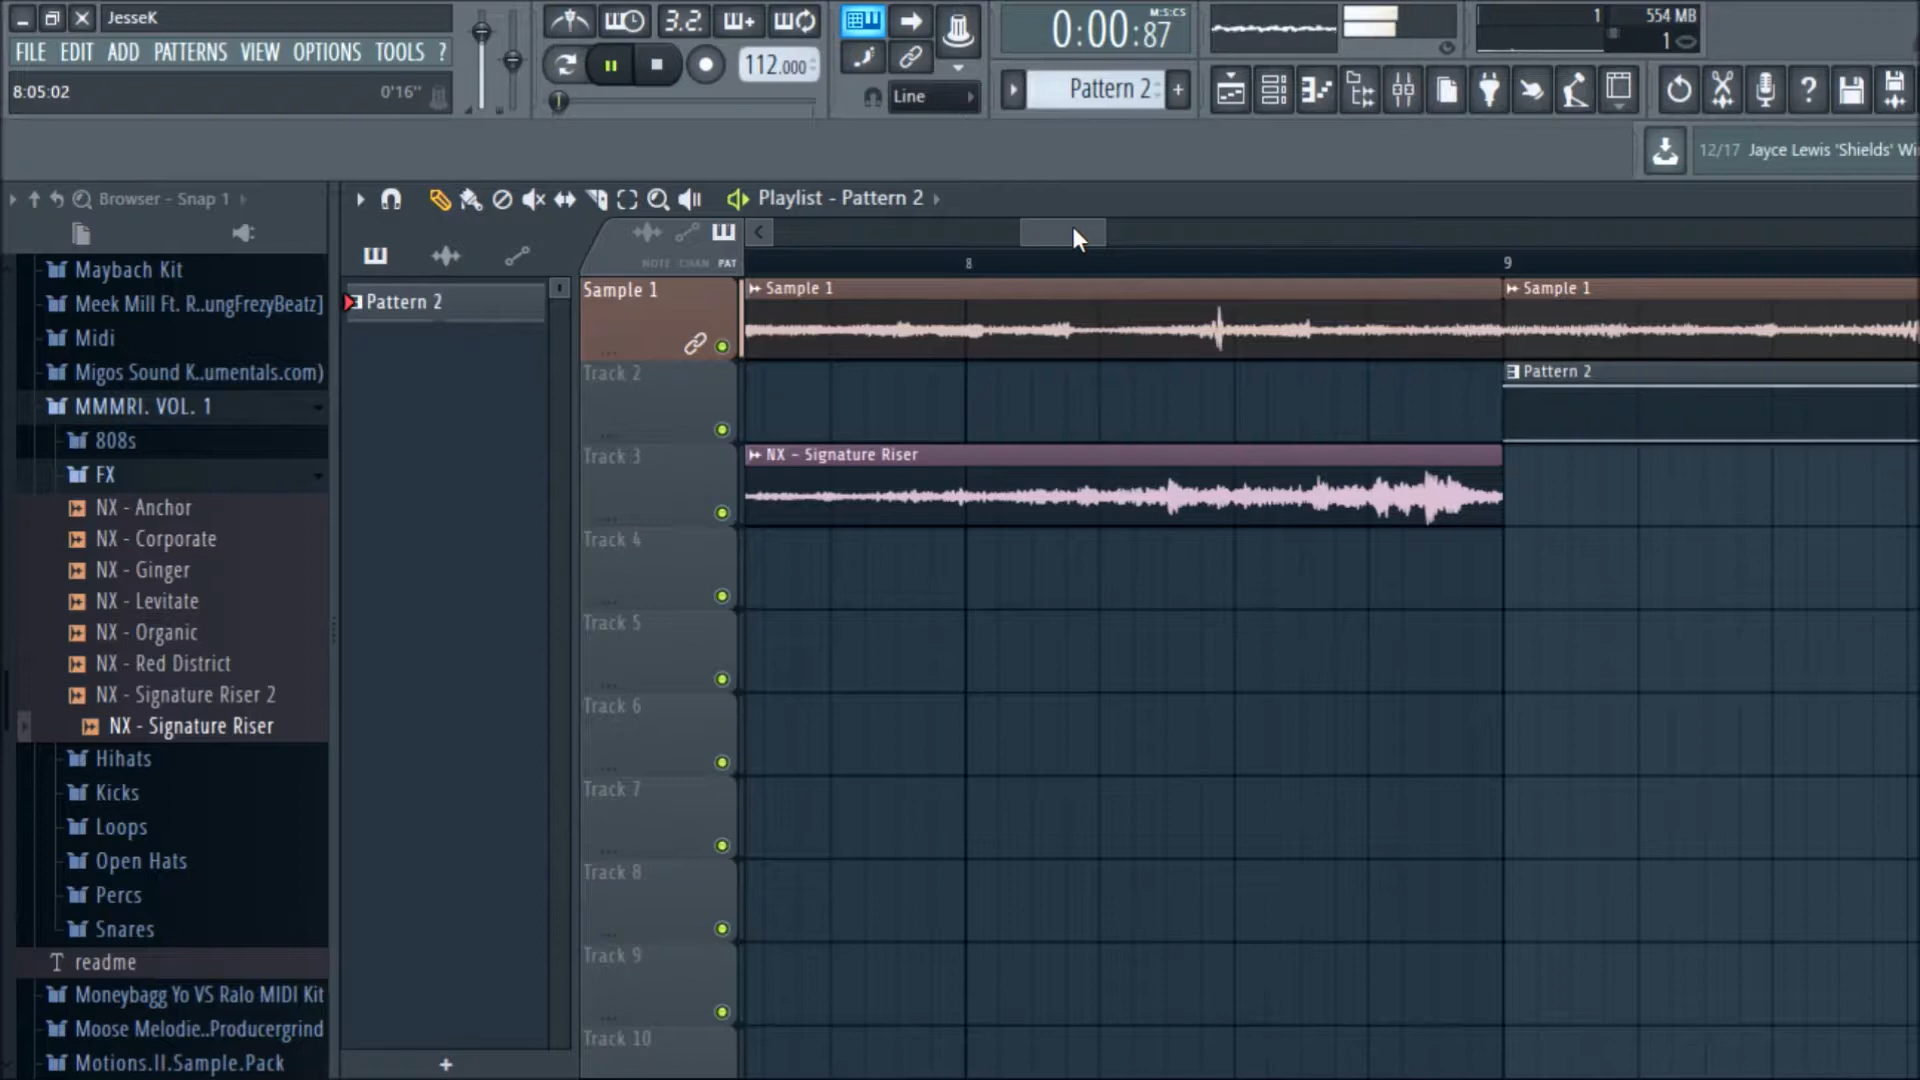 JesseK
FILE EDIT ADD PATTERNS VIEW OPTIONS TOOLS ?
8:05:02 0'16''
3.2.
112.000
Line
0:00:87
M:S:CS
Pattern 2
+
1
554 MB
1
?
12/17 Jayce Lewis 'Shields' Wi
Browser - Snap 1
Playlist - Pattern 2
NOTE CHAN PAT
8
9
Maybach Kit
Meek Mill Ft. R..ungFrezyBeatz]
Midi
Migos Sound K..umentals.com)
MMMRI. VOL. 1
808s
FX
NX - Anchor
NX - Corporate
NX - Ginger
NX - Levitate
NX - Organic
NX - Red District
NX - Signature Riser 2
NX - Signature Riser
Hihats
Kicks
Loops
Open Hats
Percs
Snares
readme
Moneybagg Yo VS Ralo MIDI Kit
Moose Melodie..Producergrind
Motions.II.Sample.Pack
Pattern 2
+
Sample 1
Track 2
Track 3
Track 4
Track 5
Track 6
Track 7
Track 8
Track 9
Track 10
Sample 1
Sample 1
Pattern 2
NX - Signature Riser